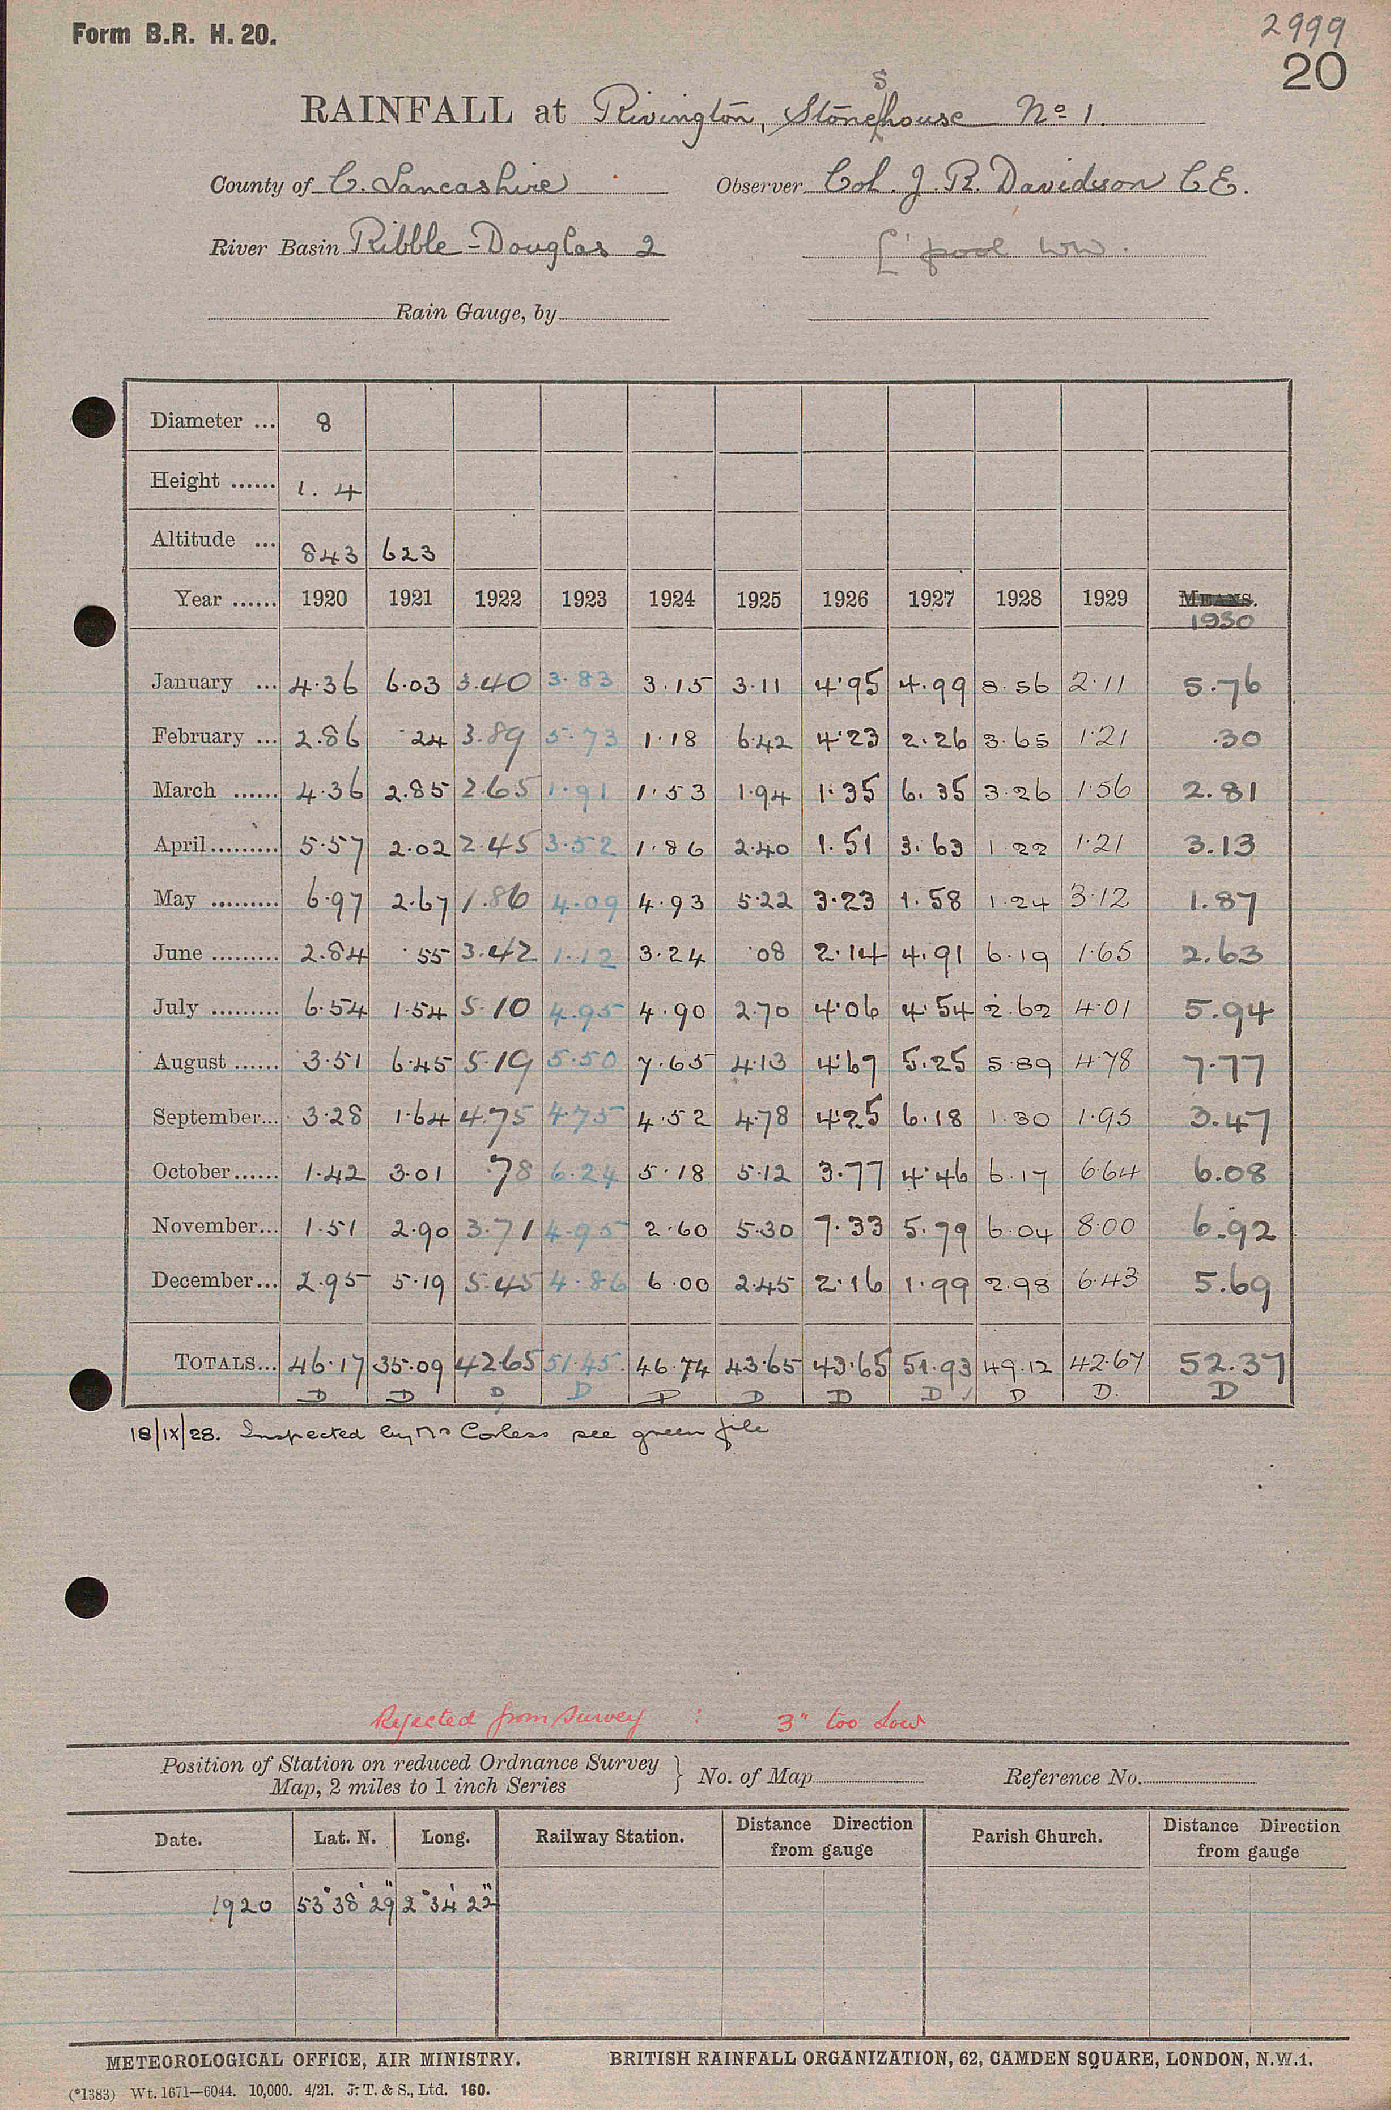 Form B.R. H. 20.
2999
20
RAINFALL at Rivington, Stoneshouse No 1.
County of C. Lancashire Observer Col. J. R. Davidson C.E.
River Basin Ribble-Douglas 2 L'pool WW.
Rain Gauge, by
Diameter ... 8
Height ...... 1. 4
Altitude ... 843 623
Year ...... 1920 1921 1922 1923 1924 1925 1926 1927 1928 1929 MEANS. 1930
January ... 4.36 6.03 3.40 3.83 3.15 3.11 4.95 4.99 8.56 2.11 5.76
February ... 2.86 .24 3.89 5.73 1.18 6.42 4.23 2.26 3.65 1.21 .30
March ...... 4.36 2.85 2.65 1.91 1.53 1.94 1.35 6.35 3.26 1.56 2.81
April ......... 5.57 2.02 2.45 3.52 1.86 2.40 1.51 3.63 1 22 1.21 3.13
May ......... 6.97 2.67 1.86 4.09 4.93 5.22 3.23 1.58 1.24 3.12 1.87
June ......... 2.84 .55 3.42 1.12 3.24 .08 2.14 4.91 6.19 1.65 2.63
July ......... 6.54 1.54 5.10 4.95 4.90 2.70 4.06 4.54 2.62 4.01 5.94
August ...... 3.51 6.45 5.19 5.50 7.65 4.13 4.67 5.25 5.89 4.78 7.77
September... 3.28 1.64 4.75 4.75 4.52 4.78 4.25 6.18 1.30 1.95 3.47
October...... 1.42 3.01 .78 6.24 5.18 5.12 3.77 4.46 6.17 6.64 6.08
November... 1.51 2.90 3.71 4.95 2.60 5.30 7.33 5.79 6.04 8.00 6.92
December... 2.95 5.19 5.45 4.86 6.00 2.45 2.16 1.99 2.98 6.43 5.69
TOTALS... 46.17 35.09 42.65 51.45 46.74 43.65 43.65 51.93 49.12 42.67 52.37
D D D D D D D D D D. D
18/IX/28. Inspected by Mr Corless see green file
Rejected from Survey : 3" too low
Position of Station on reduced Ordnance Survey
Map, 2 miles to 1 inch Series } No. of Map Reference No.
Date. Lat. N. Long. Railway Station. Distance Direction from gauge Parish Church. Distance Direction from gauge
1920 53° 38' 29" 2° 34' 22"
METEOROLOGICAL OFFICE, AIR MINISTRY. BRITISH RAINFALL ORGANIZATION, 62, CAMDEN SQUARE, LONDON, N.W.1.
(*1383) Wt. 1671—6044. 10,000. 4/21. J. T. & S., Ltd. 160.